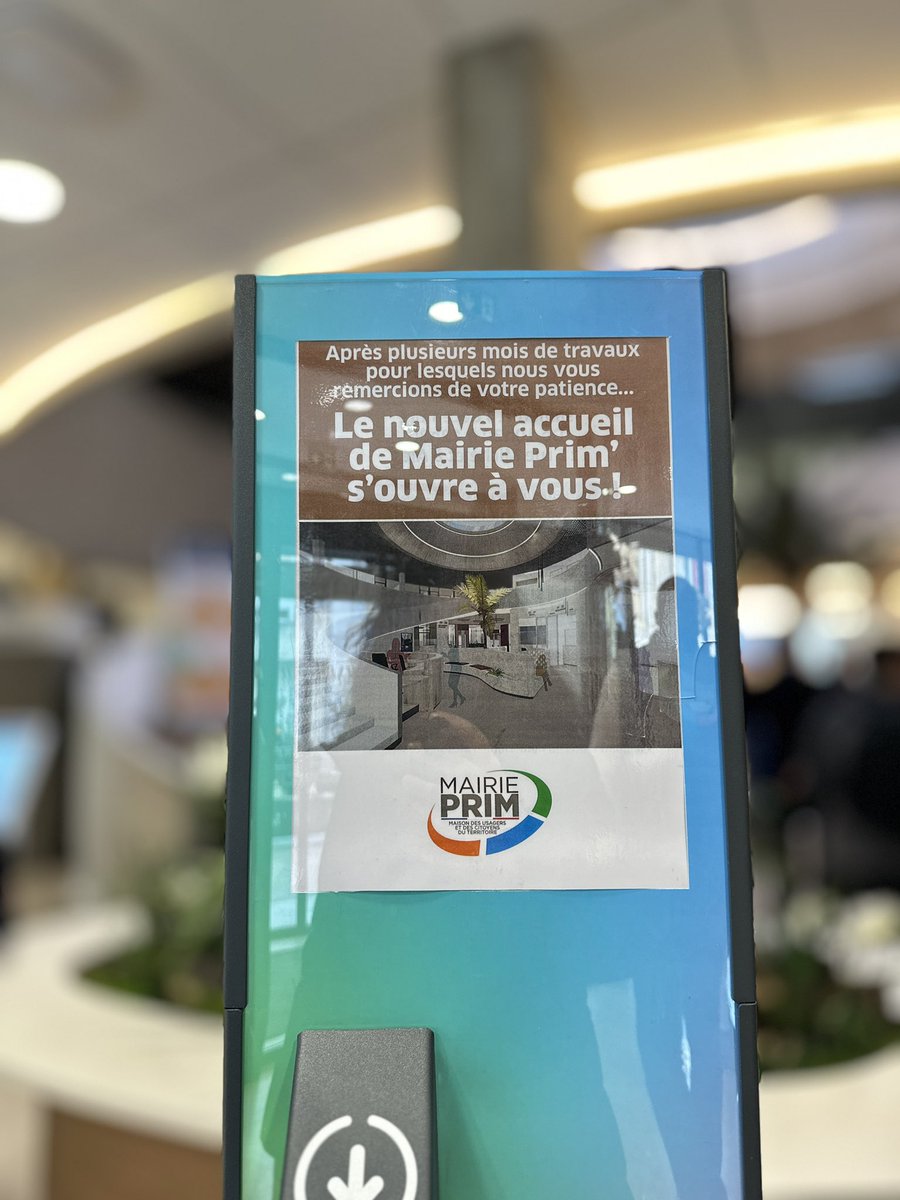 Après plusieurs mois de travaux
pour lesquels nous vous
remercions de votre patience...
Le nouvel accueil
de Mairie Prim'
s'ouvre à vous !
MAIRIE
PRIM
MAISON DES USAGERS
ET DES CITOYENS
DU TERRITOIRE